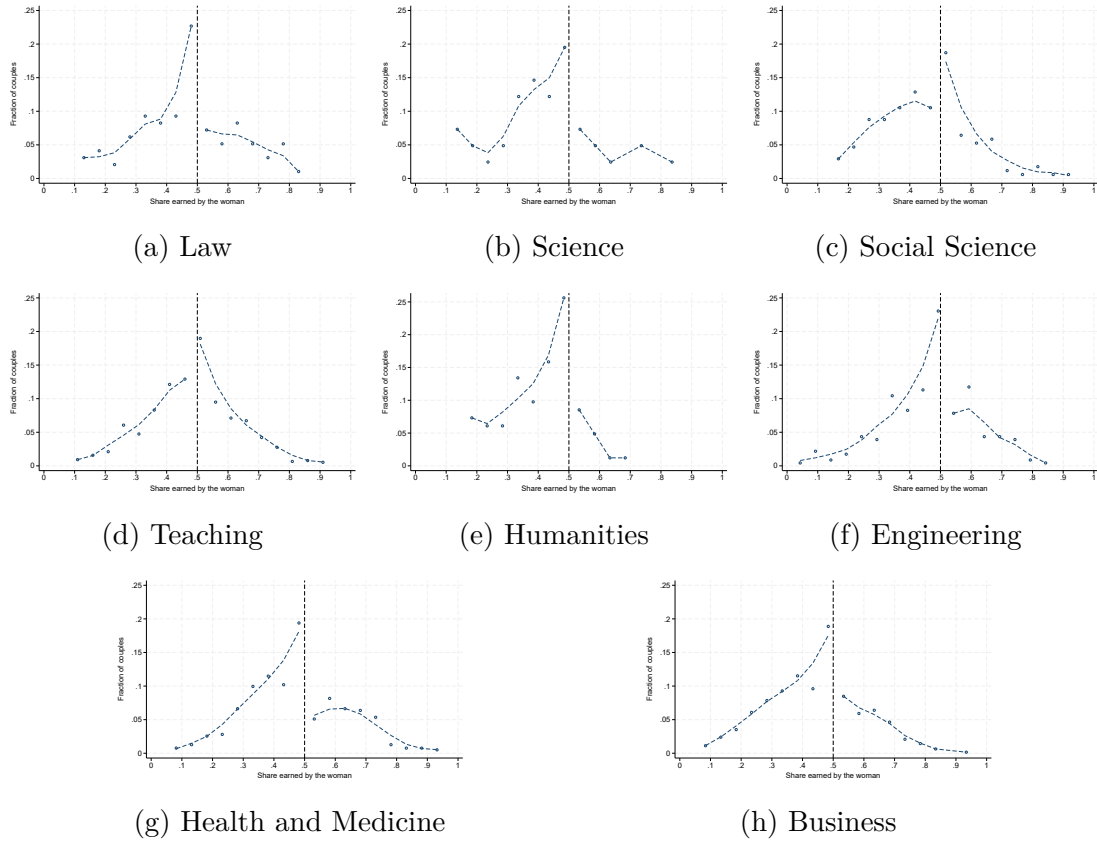 .25
.2
.15
.1
.05
0
Fraction of couples
0 .1 .2 .3 .4 .5 .6 .7 .8 .9 1
Share earned by the woman
(a) Law
.25
.2
.15
.1
.05
0
Fraction of couples
0 .1 .2 .3 .4 .5 .6 .7 .8 .9 1
Share earned by the woman
(b) Science
.25
.2
.15
.1
.05
0
Fraction of couples
0 .1 .2 .3 .4 .5 .6 .7 .8 .9 1
Share earned by the woman
(c) Social Science
.25
.2
.15
.1
.05
0
Fraction of couples
0 .1 .2 .3 .4 .5 .6 .7 .8 .9 1
Share earned by the woman
(d) Teaching
.25
.2
.15
.1
.05
0
Fraction of couples
0 .1 .2 .3 .4 .5 .6 .7 .8 .9 1
Share earned by the woman
(e) Humanities
.25
.2
.15
.1
.05
0
Fraction of couples
0 .1 .2 .3 .4 .5 .6 .7 .8 .9 1
Share earned by the woman
(f) Engineering
.25
.2
.15
.1
.05
0
Fraction of couples
0 .1 .2 .3 .4 .5 .6 .7 .8 .9 1
Share earned by the woman
(g) Health and Medicine
.25
.2
.15
.1
.05
0
Fraction of couples
0 .1 .2 .3 .4 .5 .6 .7 .8 .9 1
Share earned by the woman
(h) Business